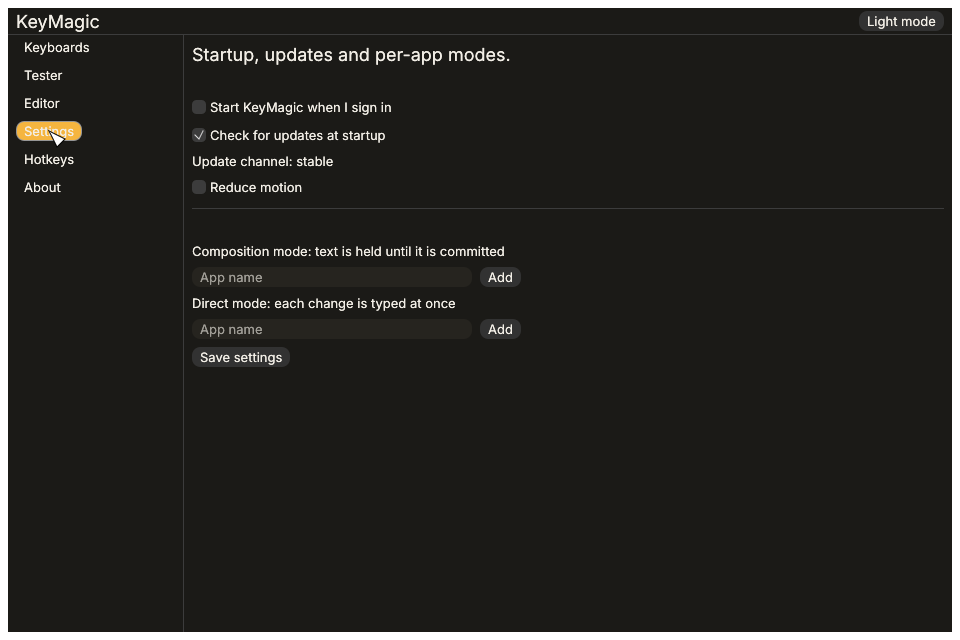 KeyMagic
Light mode
Keyboards
Tester
Editor
Settings
Hotkeys
About
Startup, updates and per-app modes.
Start KeyMagic when I sign in
Check for updates at startup
Update channel: stable
Reduce motion
Composition mode: text is held until it is committed
App name
Add
Direct mode: each change is typed at once
App name
Add
Save settings